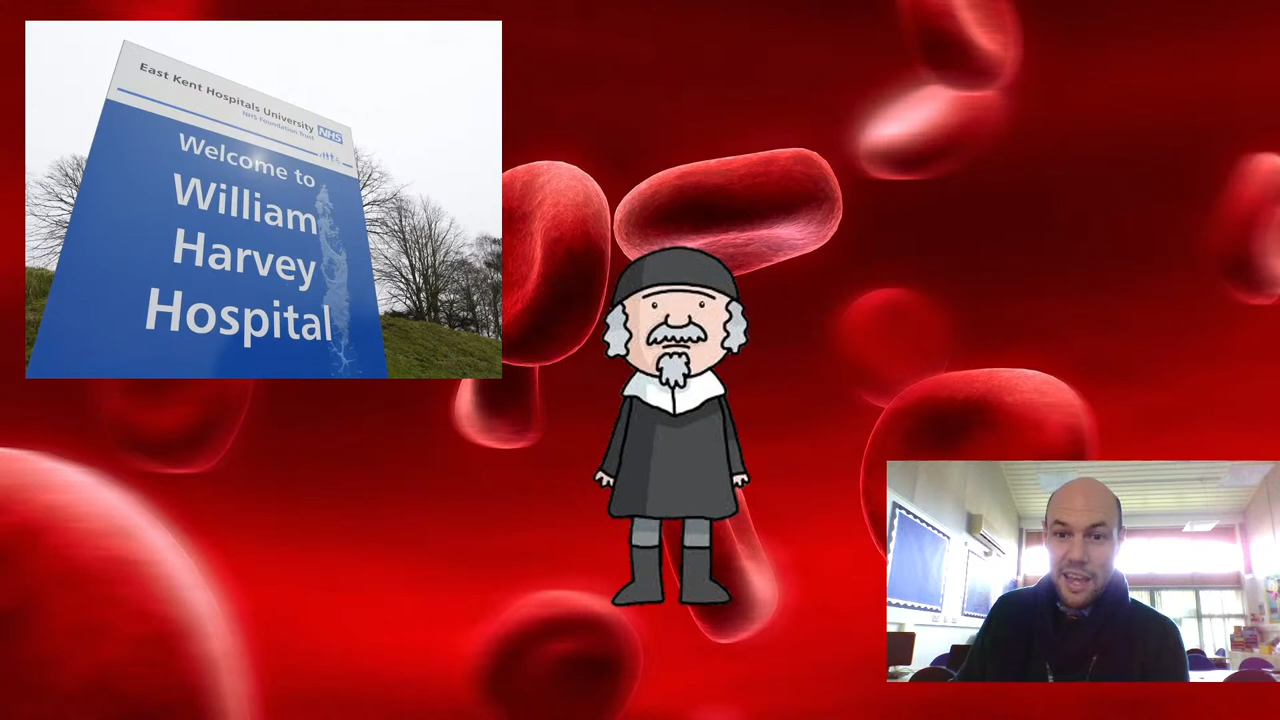 East Kent Hospitals University
NHS
NHS Foundation Trust
Welcome to
William
Harvey
Hospital